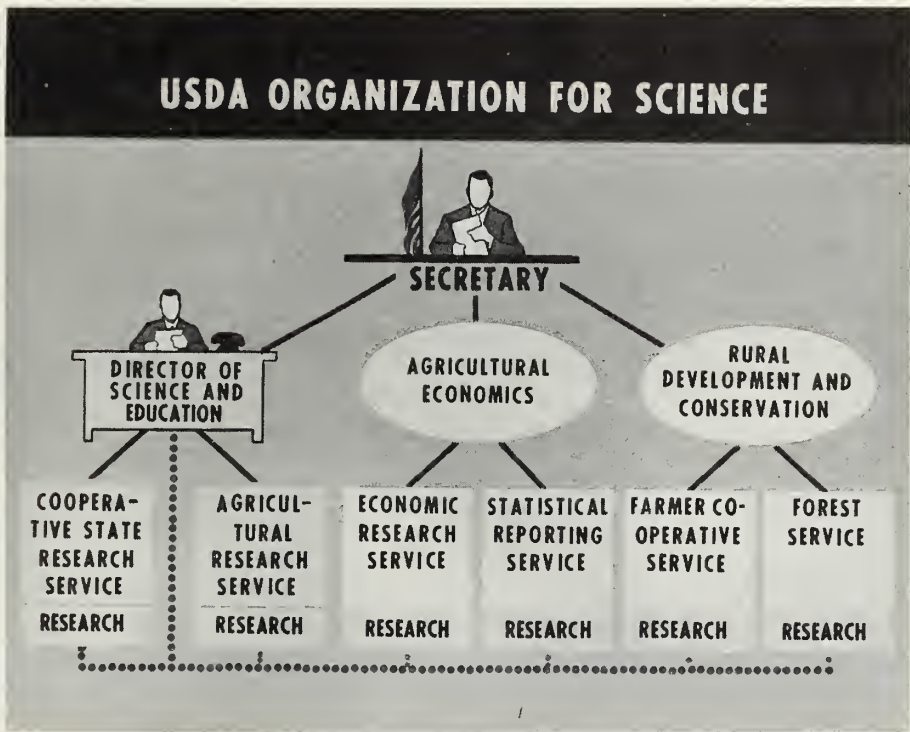 USDA ORGANIZATION FOR SCIENCE
SECRETARY
DIRECTOR OF
SCIENCE AND
EDUCATION
AGRICULTURAL
ECONOMICS
RURAL
DEVELOPMENT AND
CONSERVATION
COOPERA-
TIVE STATE
RESEARCH
SERVICE
RESEARCH
AGRICUL-
TURAL
RESEARCH
SERVICE
RESEARCH
ECONOMIC
RESEARCH
SERVICE
RESEARCH
STATISTICAL
REPORTING
SERVICE
RESEARCH
FARMER CO-
OPERATIVE
SERVICE
RESEARCH
FOREST
SERVICE
RESEARCH
1